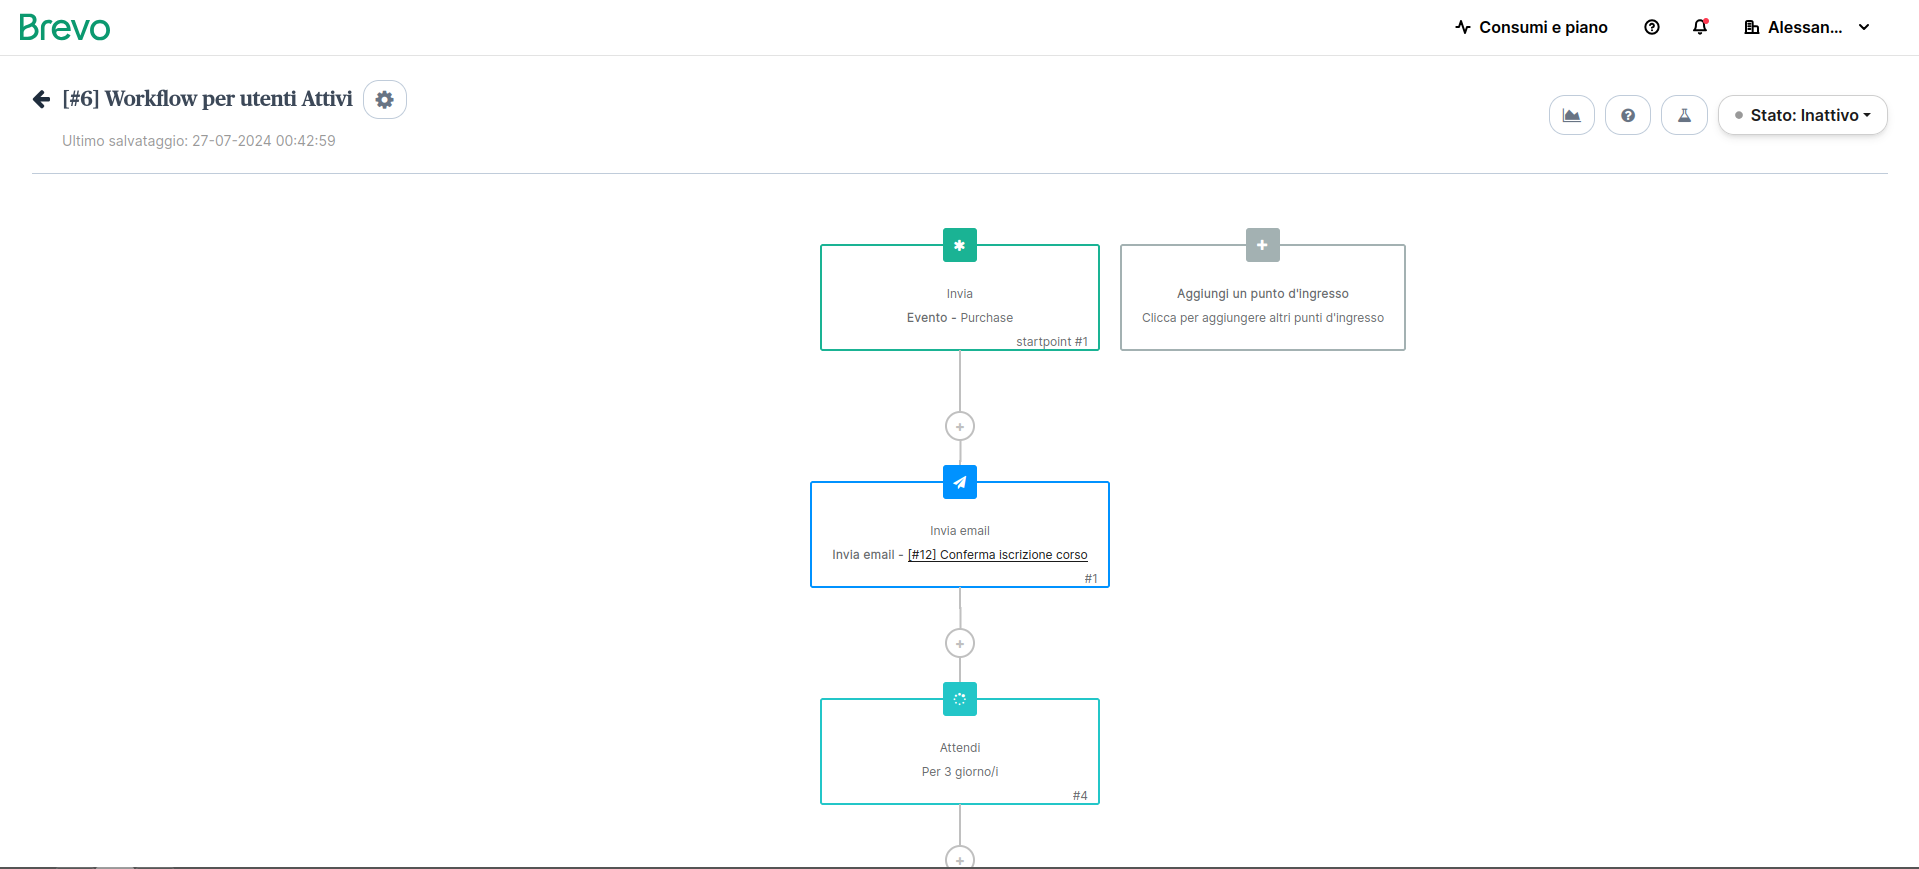 Brevo
Consumi e piano
Alessan...
[#6] Workflow per utenti Attivi
Ultimo salvataggio: 27-07-2024 00:42:59
Stato: Inattivo
Invia
Evento - Purchase
startpoint #1
Aggiungi un punto d'ingresso
Clicca per aggiungere altri punti d'ingresso
Invia email
Invia email - [#12] Conferma iscrizione corso
#1
Attendi
Per 3 giorno/i
#4